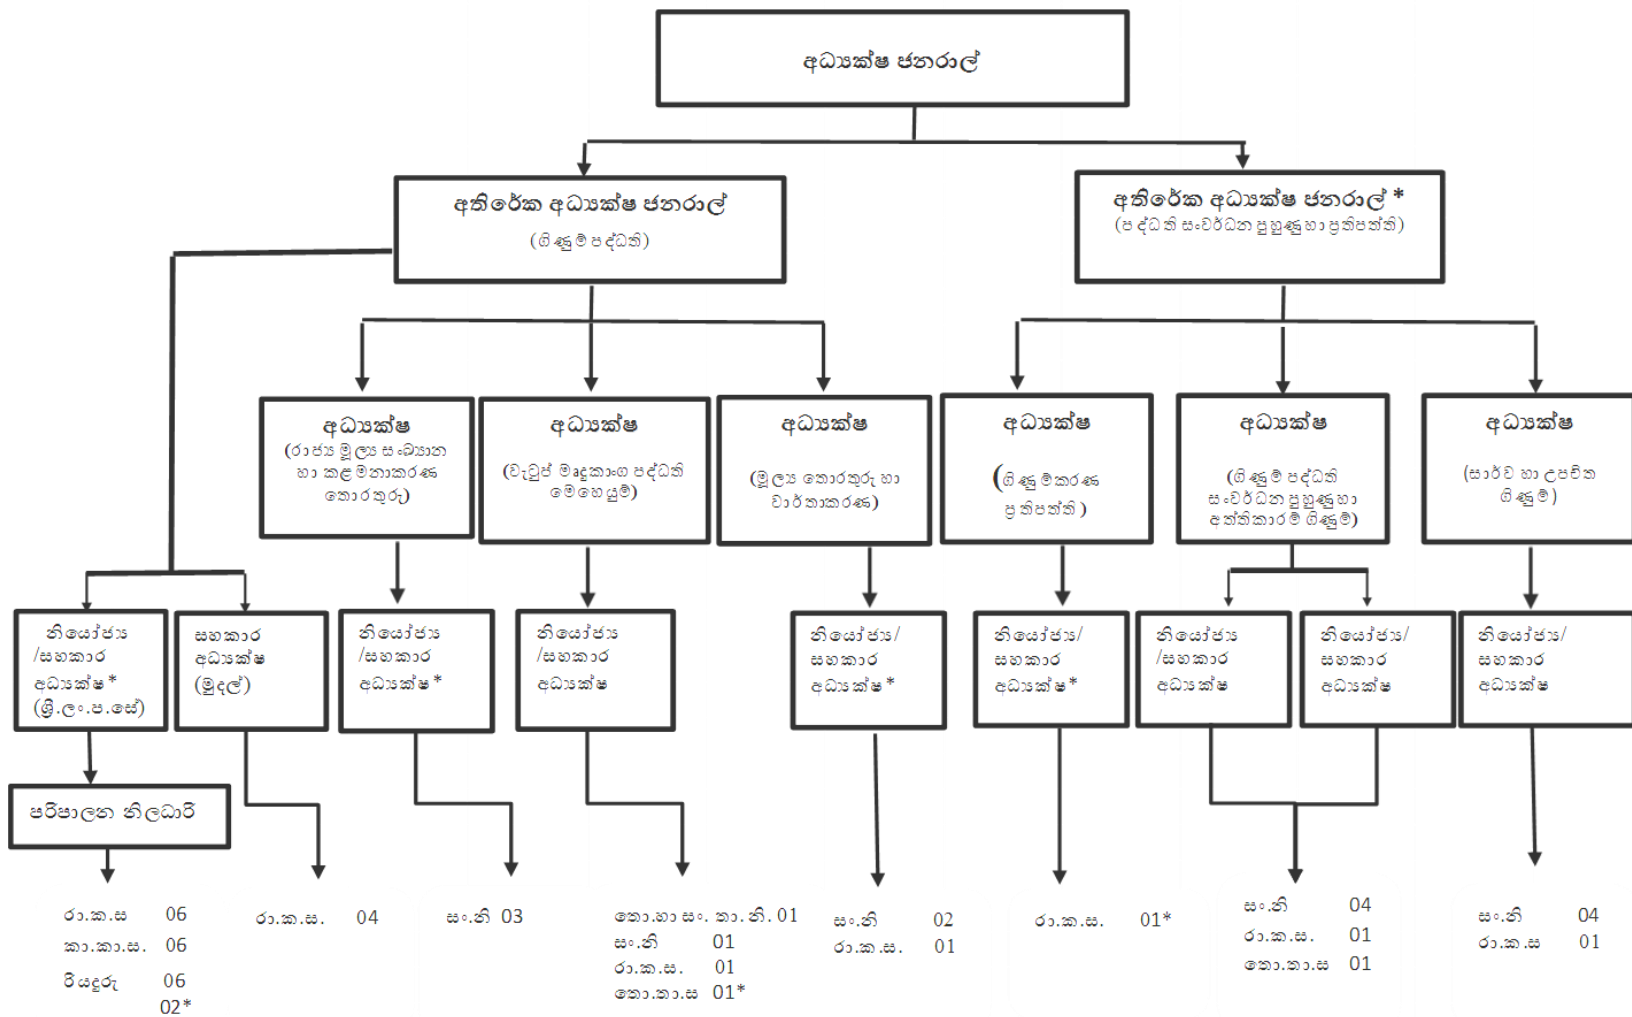 අධ්‍යක්ෂ ජනරාල්
අතිරේක අධ්‍යක්ෂ ජනරාල්
(ගිණුම් පද්ධති)
අතිරේක අධ්‍යක්ෂ ජනරාල් *
(පද්ධති සංවර්ධන පුහුණු හා ප්‍රතිපත්ති)
අධ්‍යක්ෂ
(රාජ්‍ය මූල්‍ය සංඛ්‍යාන
හා කළමනාකරණ
තොරතුරු)
අධ්‍යක්ෂ
(වැටුප් මෘදුකාංග පද්ධති
මෙහෙයුම්)
අධ්‍යක්ෂ
(මූල්‍ය තොරතුරු හා
වාර්තාකරණ)
අධ්‍යක්ෂ
(ගිණුම්කරණ
ප්‍රතිපත්ති)
අධ්‍යක්ෂ
(ගිණුම් පද්ධති
සංවර්ධන පුහුණු හා
අත්තිකාරම් ගිණුම්)
අධ්‍යක්ෂ
(සාර්ව හා උපචිත
ගිණුම්)
නියෝජ්‍ය
/සහකාර
අධ්‍යක්ෂ*
(ශ්‍රී.ලං.ප.සේ)
සහකාර
අධ්‍යක්ෂ
(මුදල්)
නියෝජ්‍ය
/සහකාර
අධ්‍යක්ෂ*
නියෝජ්‍ය
/සහකාර
අධ්‍යක්ෂ
නියෝජ්‍ය/
සහකාර
අධ්‍යක්ෂ*
නියෝජ්‍ය/
සහකාර
අධ්‍යක්ෂ*
නියෝජ්‍ය
/සහකාර
අධ්‍යක්ෂ
නියෝජ්‍ය/
සහකාර
අධ්‍යක්ෂ
නියෝජ්‍ය/
සහකාර
අධ්‍යක්ෂ
පරිපාලන නිලධාරි
රා.ක.ස 06
කා.කා.ස. 06
රියදුරු 06
02*
රා.ක.ස. 04
සං.නි 03
තො.හා සං. තා. නි. 01
සං.නි 01
රා.ක.ස. 01
තො.තා.ස 01*
සං.නි 02
රා.ක.ස. 01
රා.ක.ස. 01*
සං.නි 04
රා.ක.ස. 01
තො.තා.ස 01
සං.නි 04
රා.ක.ස 01